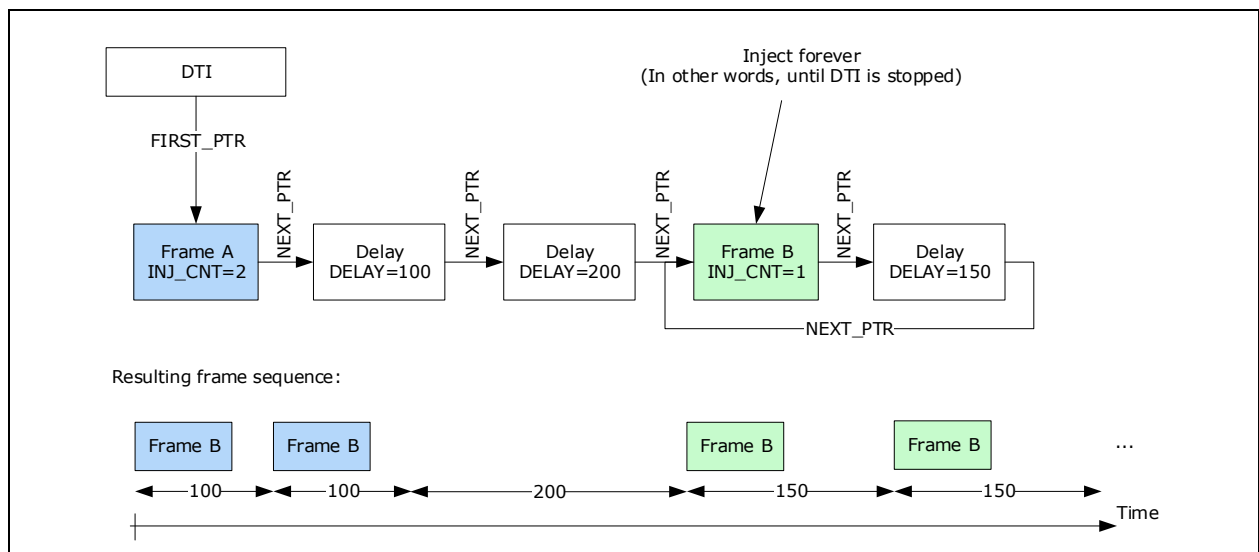 DTI
Inject forever
(In other words, until DTI is stopped)
FIRST_PTR
Frame A
INJ_CNT=2
NEXT_PTR
Delay
DELAY=100
NEXT_PTR
Delay
DELAY=200
NEXT_PTR
Frame B
INJ_CNT=1
NEXT_PTR
Delay
DELAY=150
NEXT_PTR
Resulting frame sequence:
Frame B
Frame B
Frame B
Frame B
...
100
100
200
150
150
Time